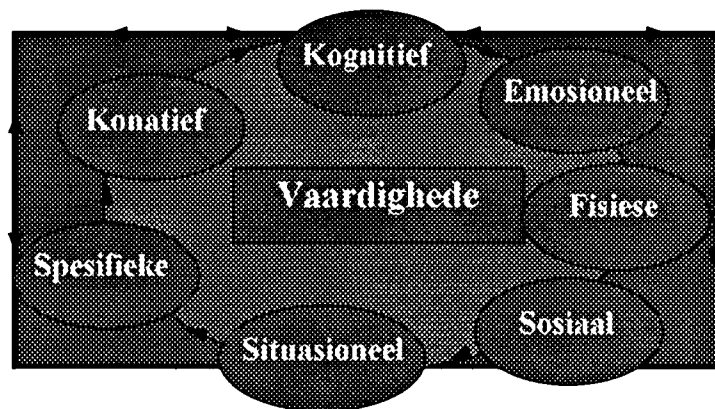 Kognitief
Emosioneel
Konatief
Vaardighede
Fisiese
Spesifieke
Sosiaal
Situasioneel